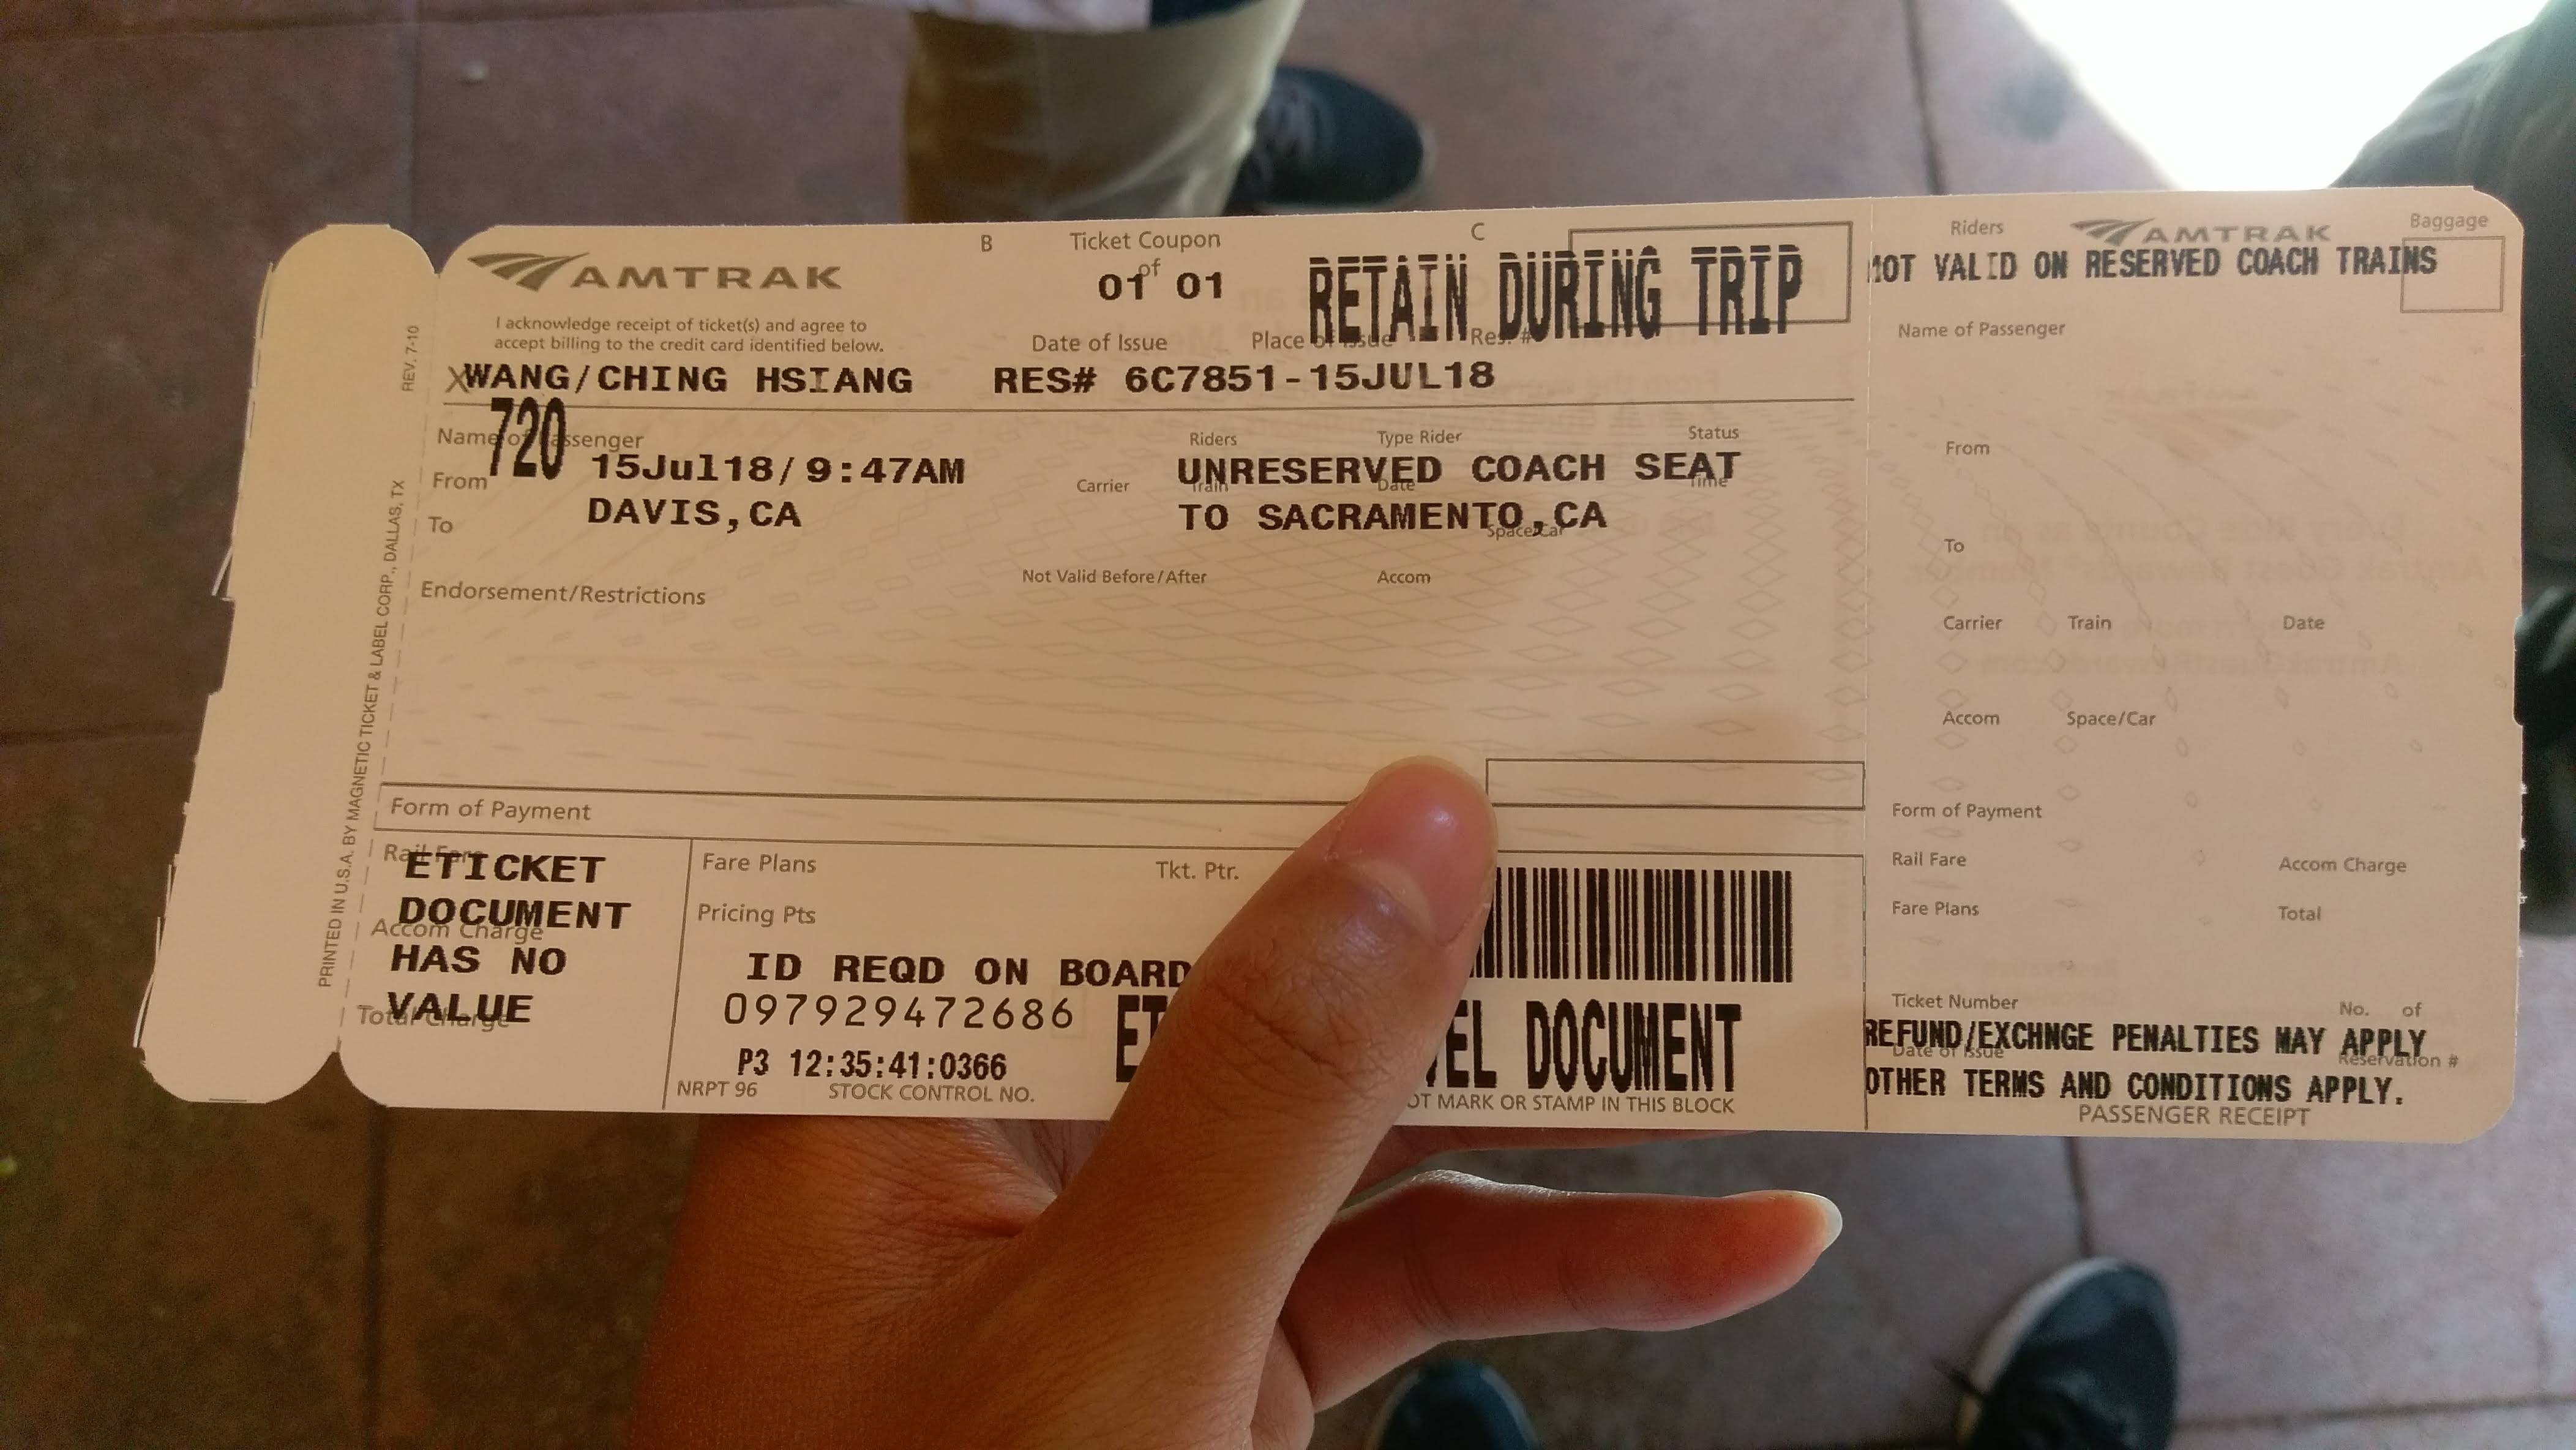 AMTRAK
B
Ticket Coupon
of
01 01
C
RETAIN DURING TRIP
I acknowledge receipt of ticket(s) and agree to
accept billing to the credit card identified below.
Date of Issue
Place of Issue
Res. #
X
WANG/CHING HSIANG RES# 6C7851-15JUL18
Name of Passenger
Riders
Type Rider
Status
720
15Jul18/ 9:47AM
UNRESERVED COACH SEAT
From
Carrier
Train
Date
Time
To
DAVIS,CA
TO SACRAMENTO,CA
Space/Car
Endorsement/Restrictions
Not Valid Before/After
Accom
Form of Payment
Rail Fare
ETICKET
DOCUMENT
Accom Charge
HAS NO
VALUE
Total Charge
Fare Plans
Tkt. Ptr.
Pricing Pts
ID REQD ON BOARD
097929472686
P3 12:35:41:0366
NRPT 96
STOCK CONTROL NO.
DOCUMENT
MARK OR STAMP IN THIS BLOCK
REV. 7-10
PRINTED IN U.S.A. BY MAGNETIC TICKET & LABEL CORP., DALLAS, TX
Riders
AMTRAK
Baggage
NOT VALID ON RESERVED COACH TRAINS
Name of Passenger
From
To
Carrier
Train
Date
Accom
Space/Car
Form of Payment
Rail Fare
Accom Charge
Fare Plans
Total
Ticket Number
No. of
REFUND/EXCHNGE PENALTIES MAY APPLY
Date of Issue
Reservation #
OTHER TERMS AND CONDITIONS APPLY.
PASSENGER RECEIPT